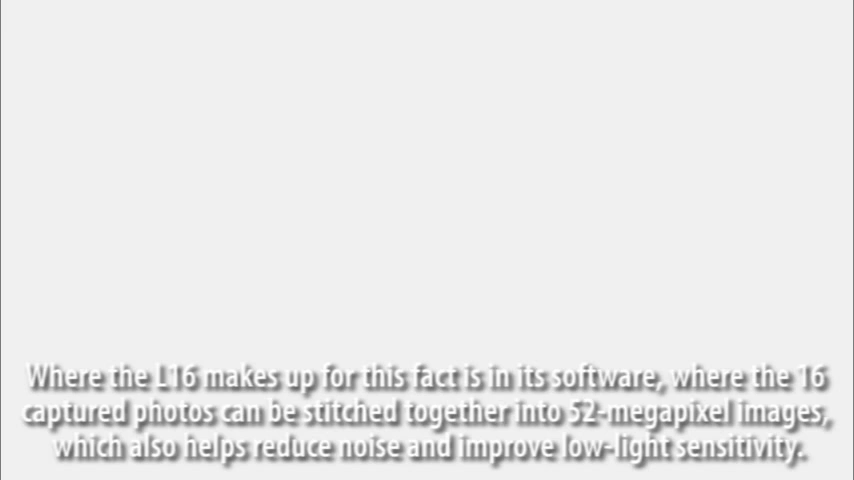 Where the L16 makes up for this fact is in its software, where the 16
captured photos can be stitched together into 52-megapixel images,
which also helps reduce noise and improve low-light sensitivity.